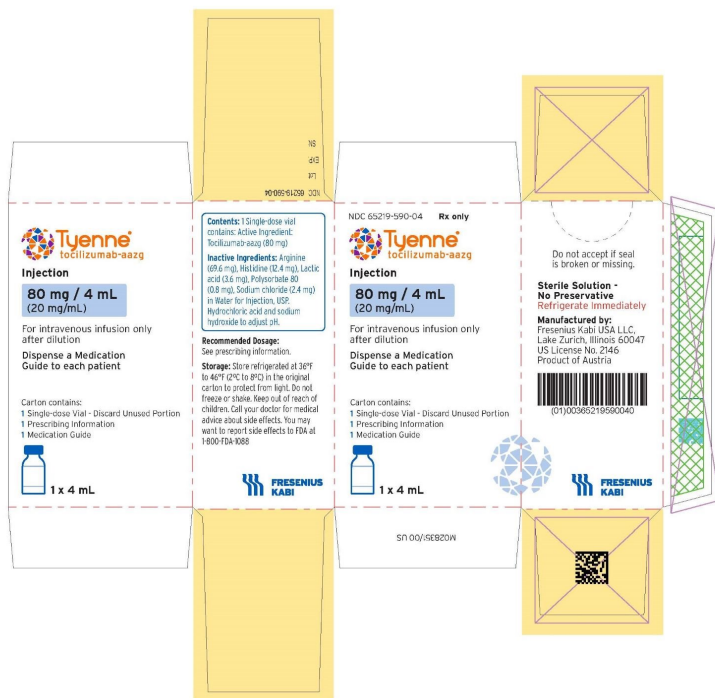 Tyenne®
tocilizumab-aazg
Injection
80 mg / 4 mL
(20 mg/mL)
For intravenous infusion only
after dilution
Dispense a Medication
Guide to each patient
Carton contains:
1 Single-dose Vial - Discard Unused Portion
1 Prescribing Information
1 Medication Guide
1 x 4 mL
NDC 65219-590-04
Lot
EXP
SN
Contents: 1 Single-dose vial
contains: Active Ingredient:
Tocilizumab-aazg (80 mg)
Inactive Ingredients: Arginine
(69.6 mg), Histidine (12.4 mg), Lactic
acid (3.6 mg), Polysorbate 80
(0.8 mg), Sodium chloride (2.4 mg)
in Water for Injection, USP.
Hydrochloric acid and sodium
hydroxide to adjust pH.
Recommended Dosage:
See prescribing information.
Storage: Store refrigerated at 36ºF
to 46ºF (2ºC to 8ºC) in the original
carton to protect from light. Do not
freeze or shake. Keep out of reach of
children. Call your doctor for medical
advice about side effects. You may
want to report side effects to FDA at
1-800-FDA-1088
FRESENIUS
KABI
NDC 65219-590-04 Rx only
Tyenne®
tocilizumab-aazg
Injection
80 mg / 4 mL
(20 mg/mL)
For intravenous infusion only
after dilution
Dispense a Medication
Guide to each patient
Carton contains:
1 Single-dose Vial - Discard Unused Portion
1 Prescribing Information
1 Medication Guide
1 x 4 mL
M02835/00 US
Do not accept if seal
is broken or missing.
Sterile Solution -
No Preservative
Refrigerate Immediately
Manufactured by:
Fresenius Kabi USA LLC,
Lake Zurich, Illinois 60047
US License No. 2146
Product of Austria
(01)00365219590040
FRESENIUS
KABI